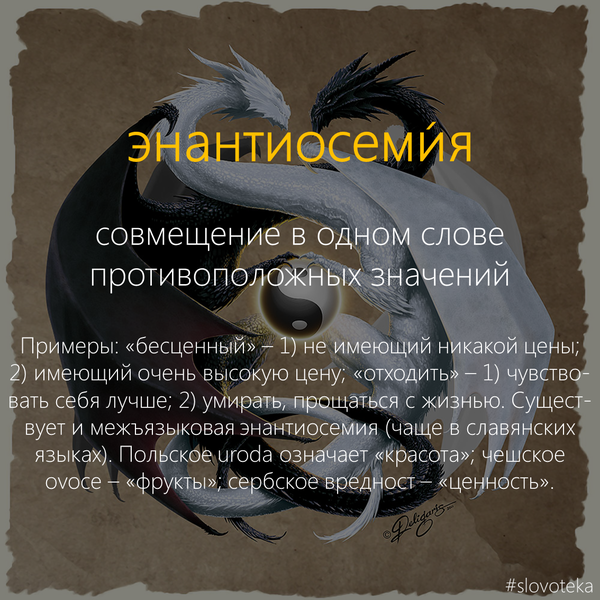 энантиосеми́я
совмещение в одном слове
противоположных значений
Примеры: «бесценный» – 1) не имеющий никакой цены;
2) имеющий очень высокую цену; «отходить» – 1) чувство-
вать себя лучше; 2) умирать, прощаться с жизнью. Сущест-
вует и межъязыковая энантиосемия (чаще в славянских
языках). Польское uroda означает «красота»; чешское
ovoce – «фрукты»; сербское вредност – «ценность».
#slovoteka